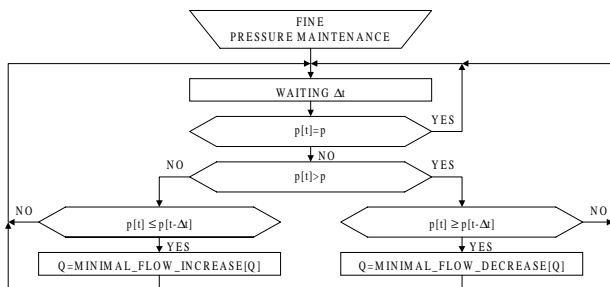 FINE
PRESSURE MAINTENANCE
WAITING Δt
YES
p[t]=p
NO
NO
YES
p[t]>p
NO
NO
p[t] ≤ p[t-Δt]
p[t] ≥ p[t-Δt]
YES
YES
Q=MINIMAL_FLOW_INCREASE[Q]
Q=MINIMAL_FLOW_DECREASE[Q]